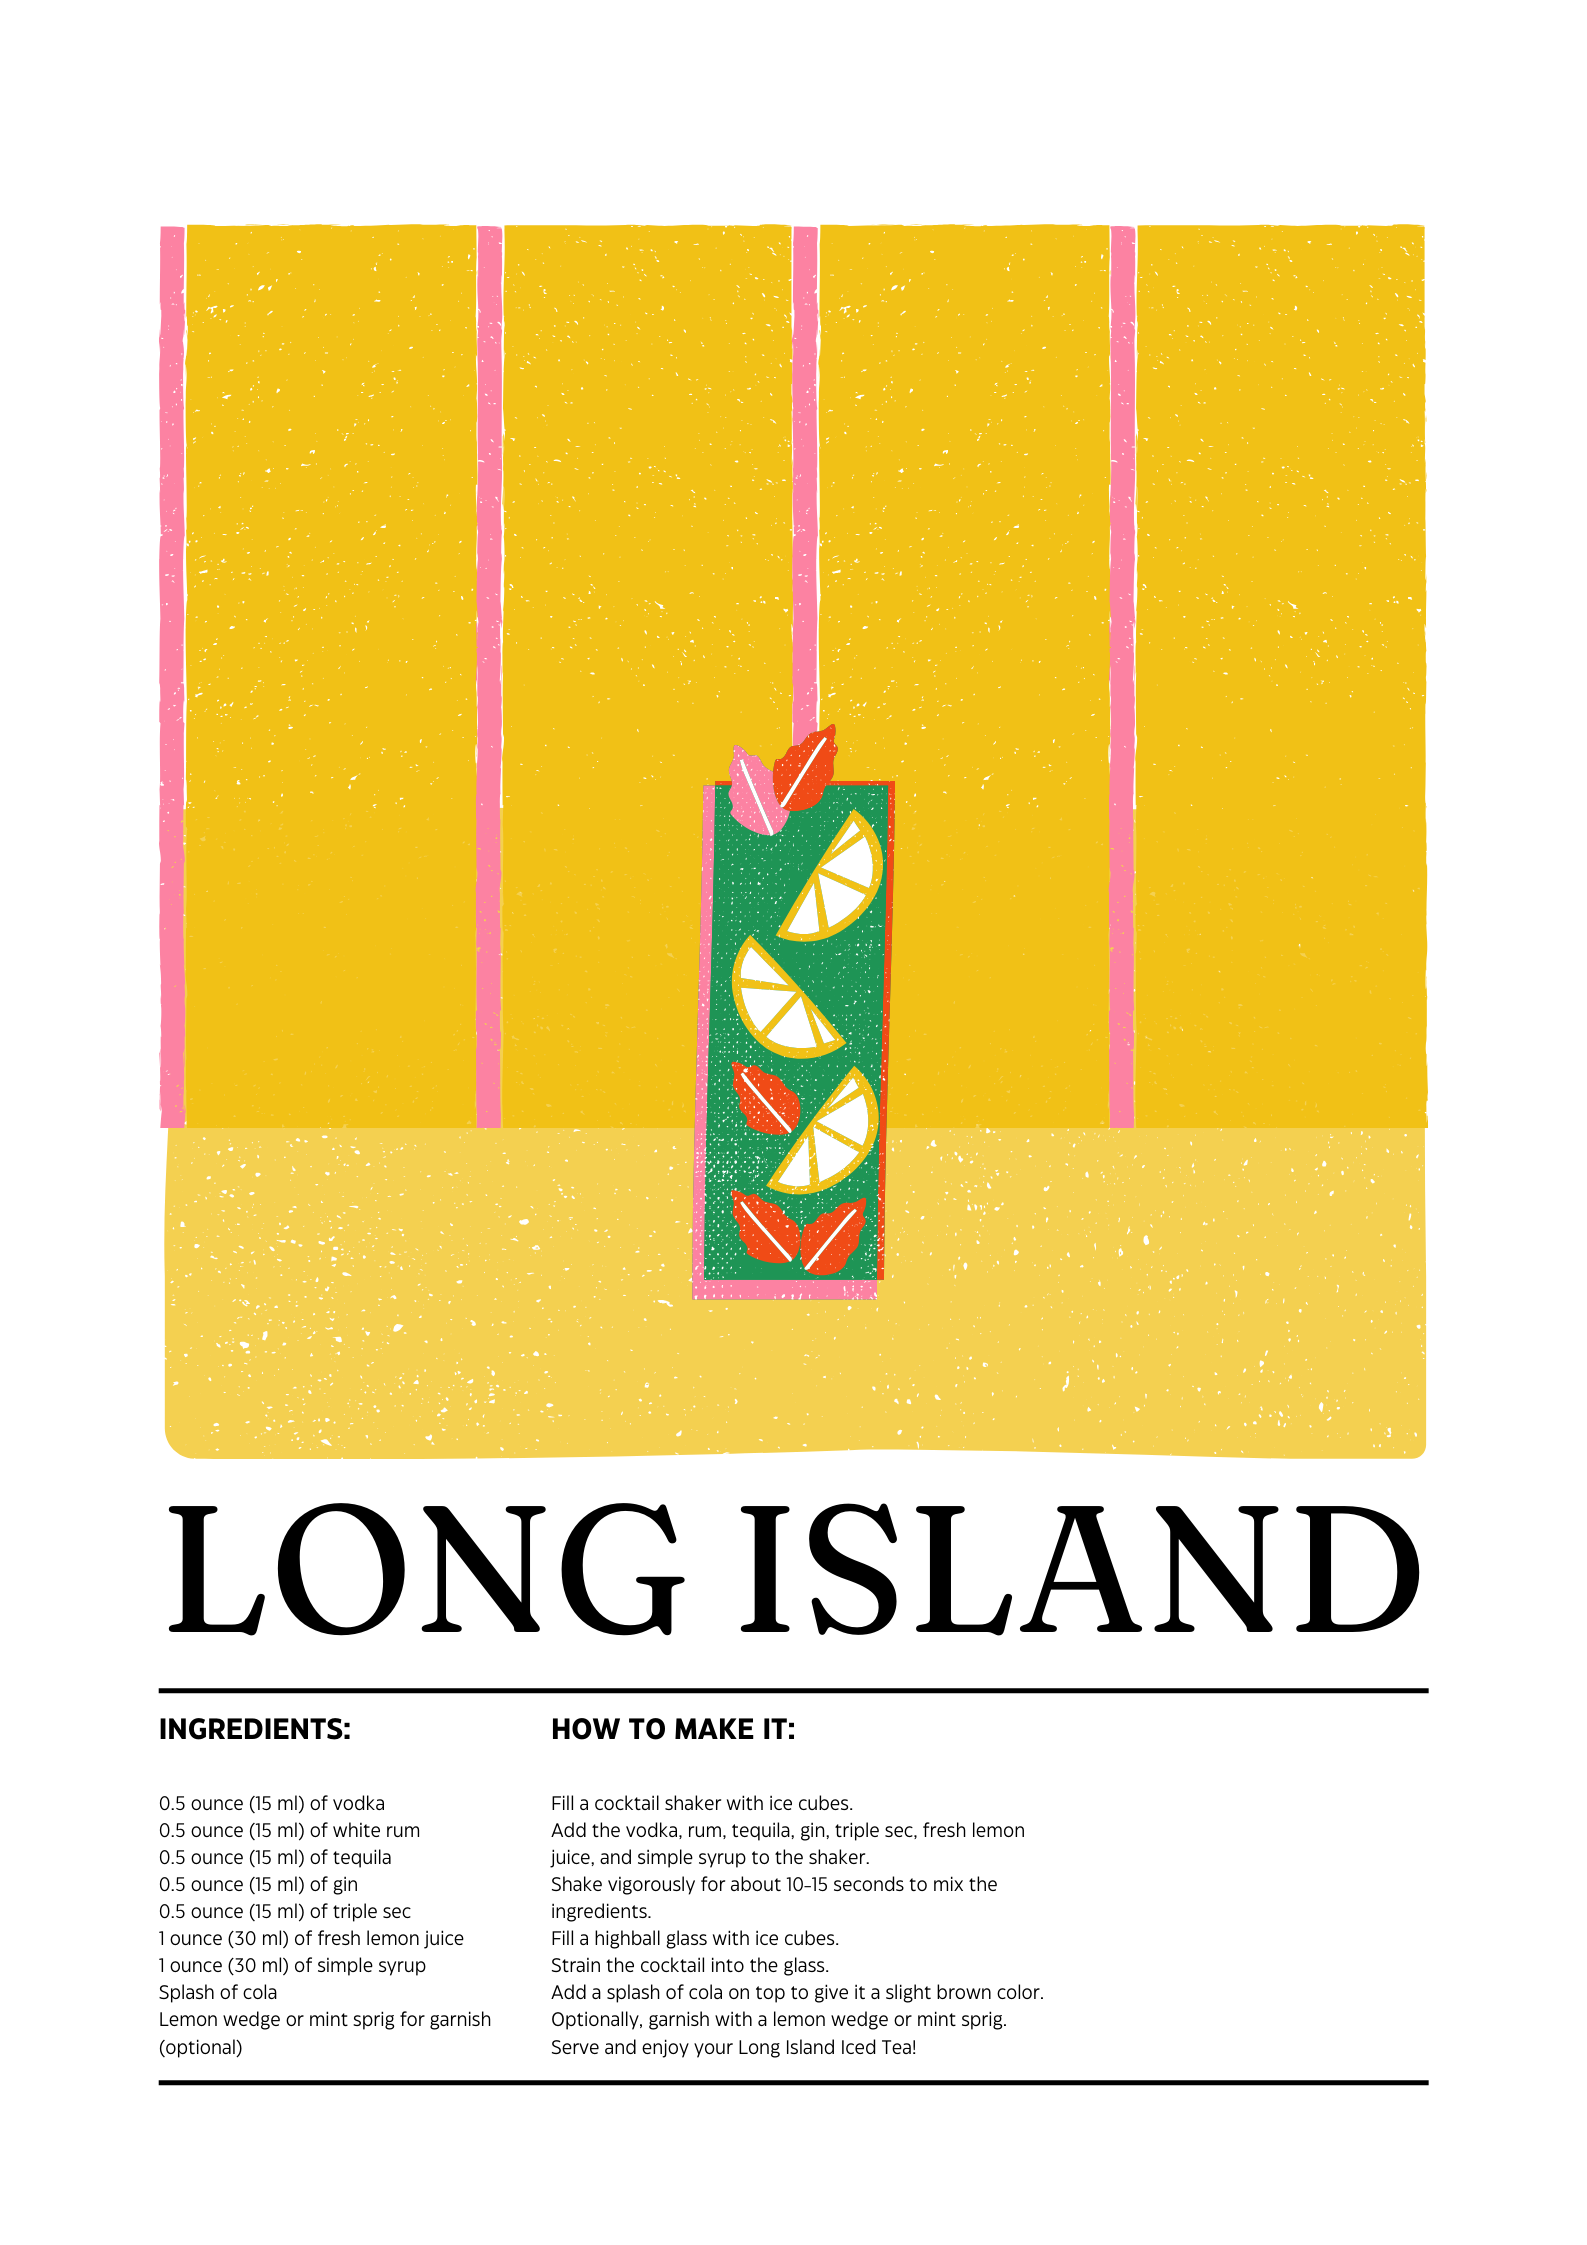 LONG ISLAND
INGREDIENTS:
0.5 ounce (15 ml) of vodka
0.5 ounce (15 ml) of white rum
0.5 ounce (15 ml) of tequila
0.5 ounce (15 ml) of gin
0.5 ounce (15 ml) of triple sec
1 ounce (30 ml) of fresh lemon juice
1 ounce (30 ml) of simple syrup
Splash of cola
Lemon wedge or mint sprig for garnish
(optional)
HOW TO MAKE IT:
Fill a cocktail shaker with ice cubes.
Add the vodka, rum, tequila, gin, triple sec, fresh lemon
juice, and simple syrup to the shaker.
Shake vigorously for about 10-15 seconds to mix the
ingredients.
Fill a highball glass with ice cubes.
Strain the cocktail into the glass.
Add a splash of cola on top to give it a slight brown color.
Optionally, garnish with a lemon wedge or mint sprig.
Serve and enjoy your Long Island Iced Tea!